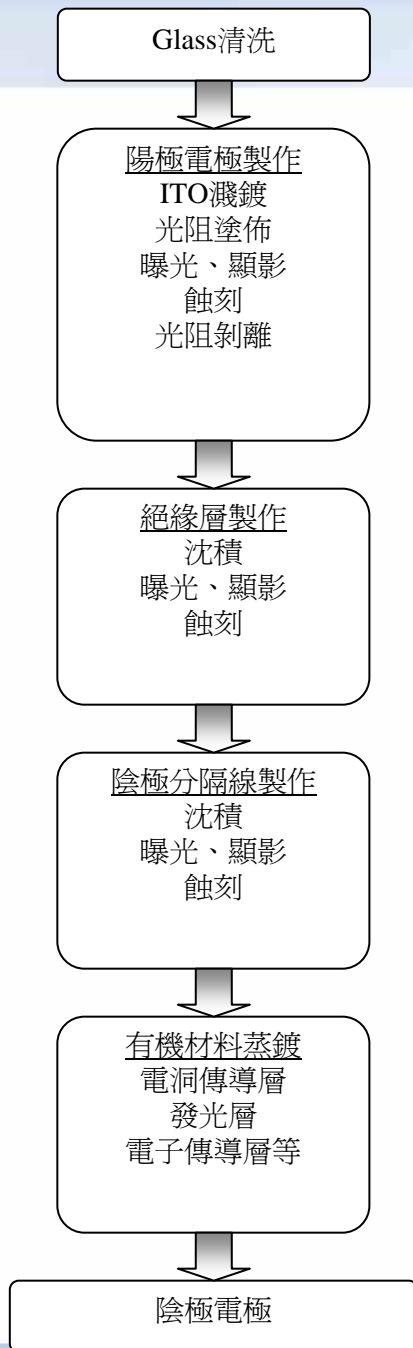 Glass清洗
陽極電極製作
ITO濺鍍
光阻塗佈
曝光、顯影
蝕刻
光阻剝離
絕緣層製作
沈積
曝光、顯影
蝕刻
陰極分隔線製作
沈積
曝光、顯影
蝕刻
有機材料蒸鍍
電洞傳導層
發光層
電子傳導層等
陰極電極